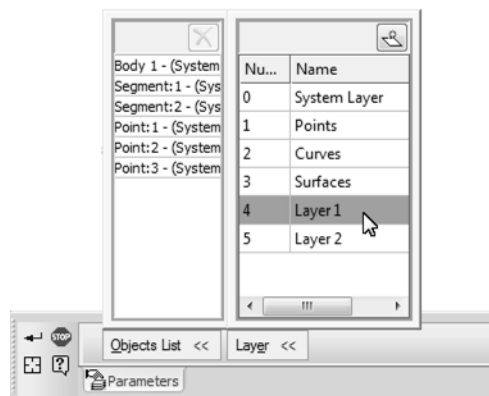 Body 1 - (System
Segment:1 - (Sys
Segment:2 - (Sys
Point:1 - (System
Point:2 - (System
Point:3 - (System
Nu... Name
0 System Layer
1 Points
2 Curves
3 Surfaces
4 Layer 1
5 Layer 2
STOP
?
Objects List << Layer <<
Parameters